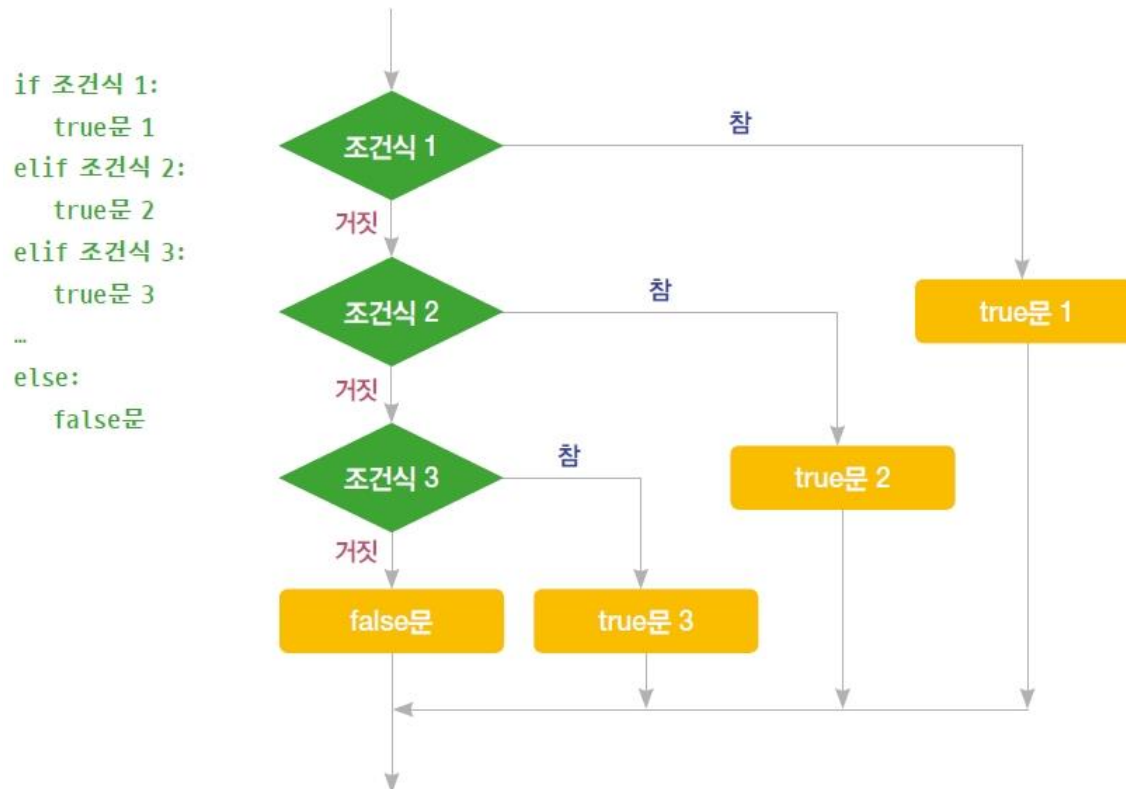 if 조건식 1:
true문 1
elif 조건식 2:
true문 2
elif 조건식 3:
true문 3
…
else:
false문
조건식 1
참
거짓
조건식 2
참
true문 1
거짓
조건식 3
참
true문 2
거짓
false문
true문 3